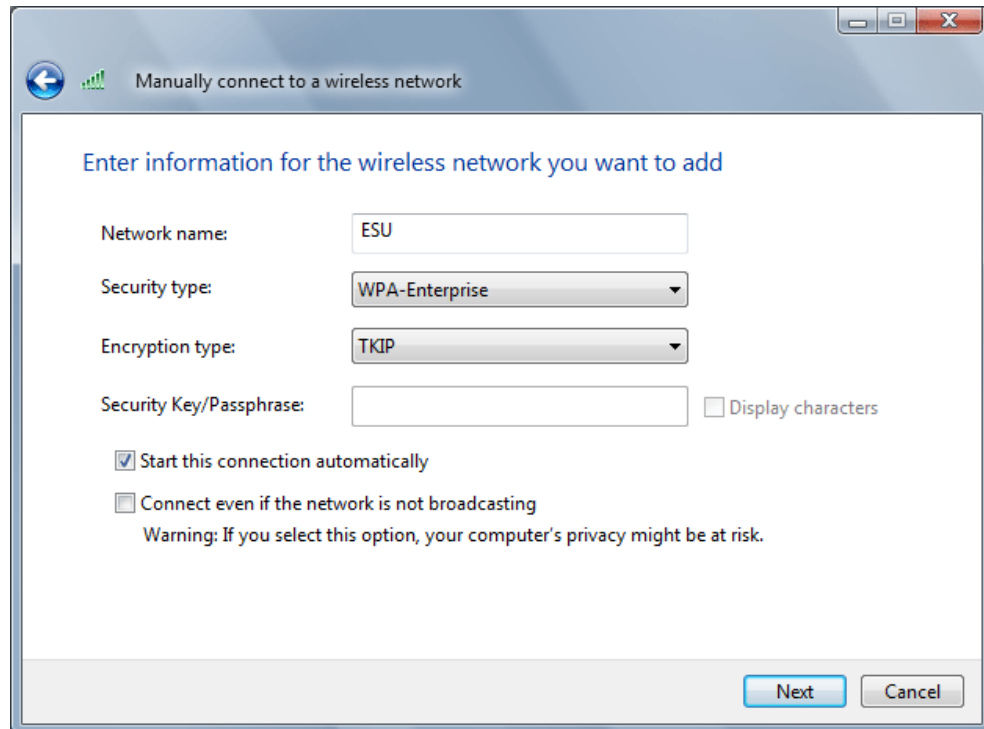 Manually connect to a wireless network
Enter information for the wireless network you want to add
Network name: ESU
Security type: WPA-Enterprise
Encryption type: TKIP
Security Key/Passphrase: Display characters
Start this connection automatically
Connect even if the network is not broadcasting
Warning: If you select this option, your computer's privacy might be at risk.
Next Cancel